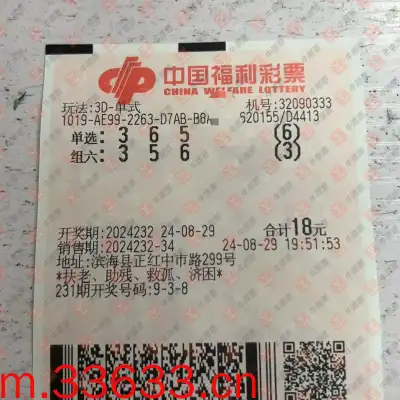 中国福利彩票
CHINA WELFARE LOTTERY
玩法:3D-单式 机号:32090333
1019-AE99-2263-D7AB-B8A 620155/D4413
单选: 3 6 5 (6)
组六: 3 5 6 (3)
开奖期:2024232 24-08-29 合计18元
销售期:2024232-34 24-08-29 19:51:53
地址:滨海县正红中市路299号
*扶老、助残、救孤、济困*
231期开奖号码:9-3-8
m.33633.cn